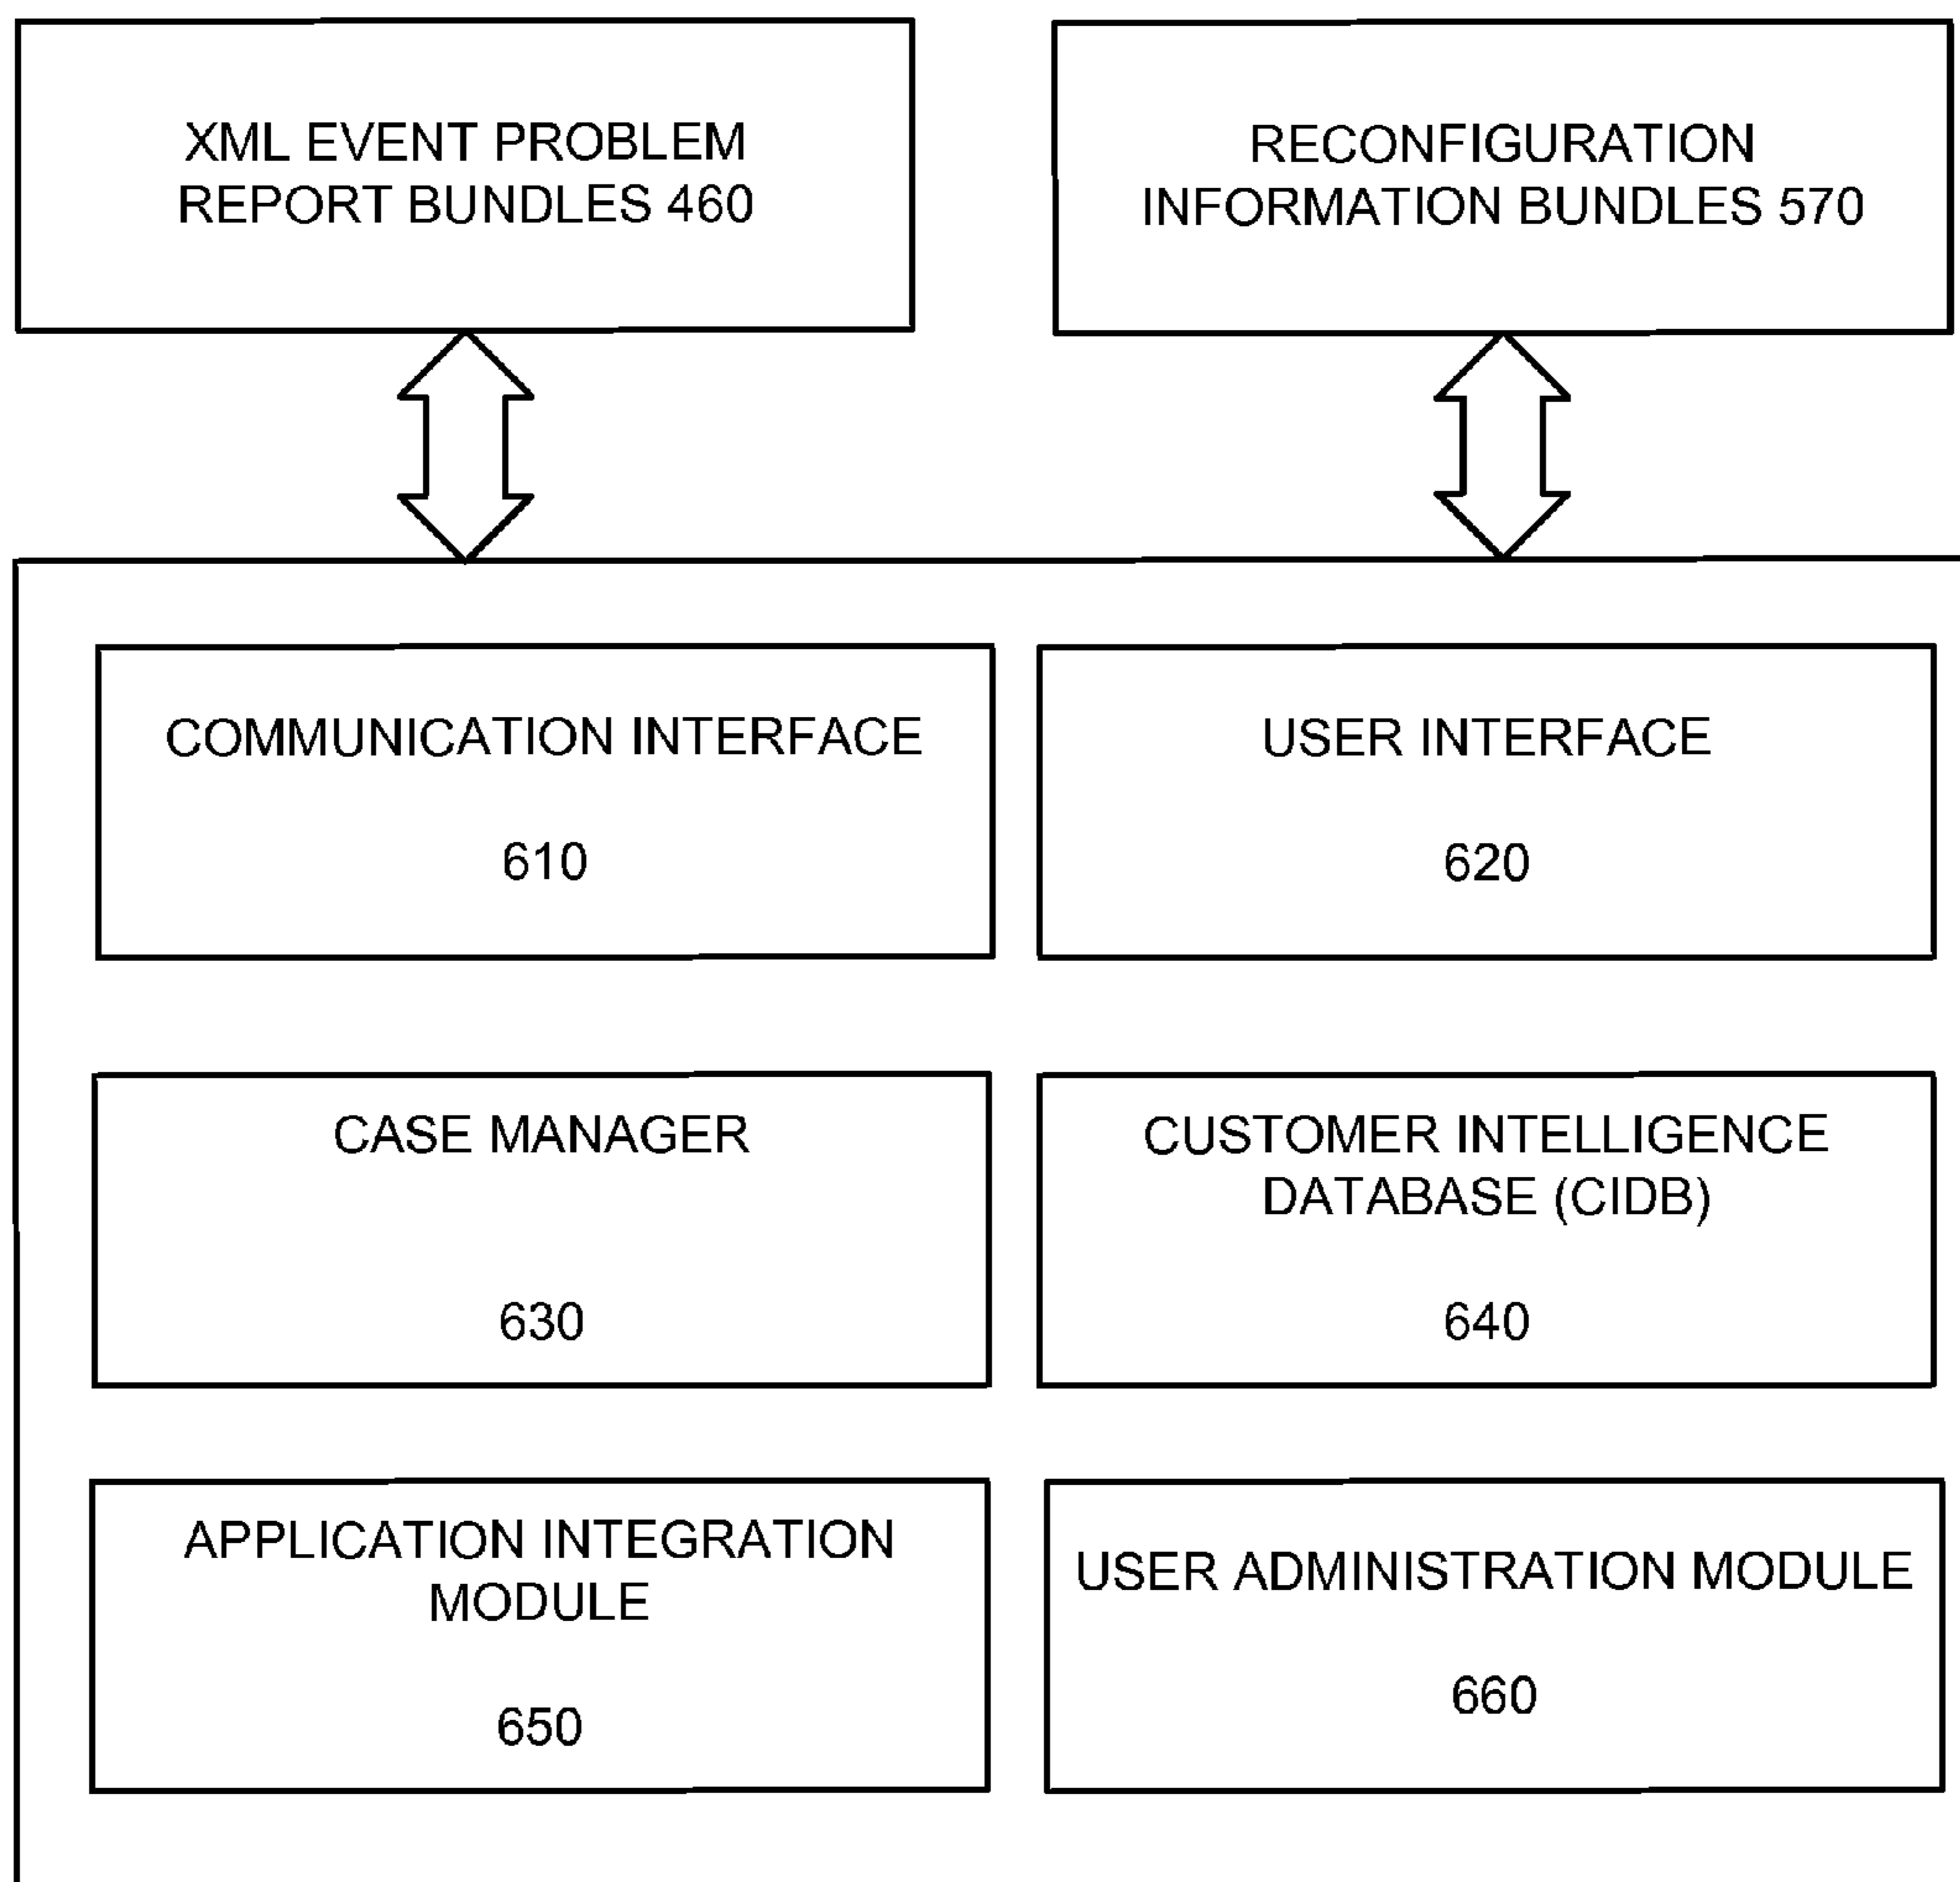 XML EVENT PROBLEM
REPORT BUNDLES 460
RECONFIGURATION
INFORMATION BUNDLES 570
COMMUNICATION INTERFACE
610
USER INTERFACE
620
CASE MANAGER
630
CUSTOMER INTELLIGENCE
DATABASE (CIDB)
640
APPLICATION INTEGRATION
MODULE
650
USER ADMINISTRATION MODULE
660